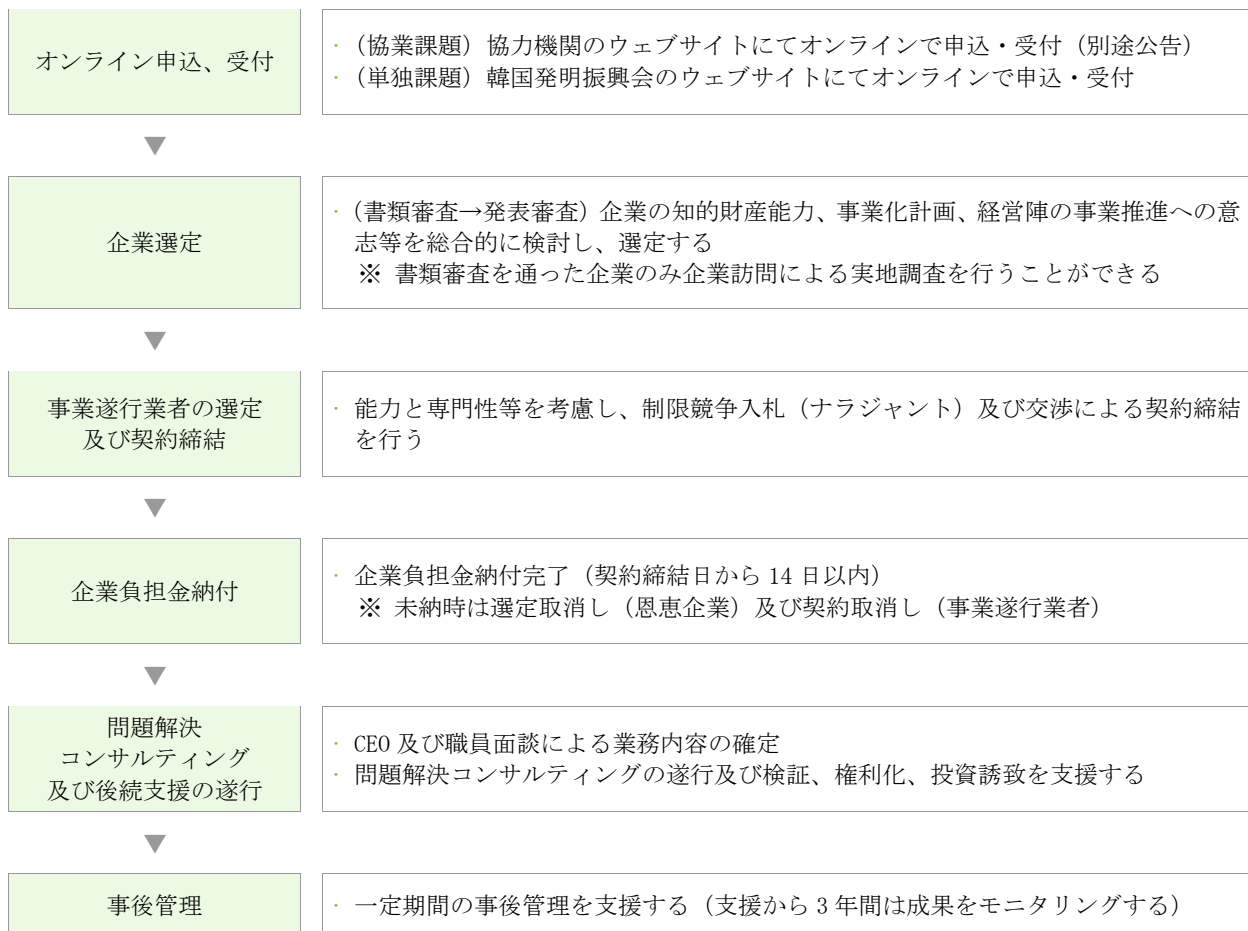 オンライン申込、受付
· （協業課題）協力機関のウェブサイトにてオンラインで申込・受付（別途公告）
· （単独課題）韓国発明振興会のウェブサイトにてオンラインで申込・受付
▼
企業選定
· （書類審査→発表審査）企業の知的財産能力、事業化計画、経営陣の事業推進への意
志等を総合的に検討し、選定する
※ 書類審査を通った企業のみ企業訪問による実地調査を行うことができる
▼
事業遂行業者の選定
及び契約締結
· 能力と専門性等を考慮し、制限競争入札（ナラジャント）及び交渉による契約締結
を行う
▼
企業負担金納付
· 企業負担金納付完了（契約締結日から 14 日以内）
※ 未納時は選定取消し（恩恵企業）及び契約取消し（事業遂行業者）
▼
問題解決
コンサルティング
及び後続支援の遂行
· CEO 及び職員面談による業務内容の確定
· 問題解決コンサルティングの遂行及び検証、権利化、投資誘致を支援する
▼
事後管理
· 一定期間の事後管理を支援する（支援から 3 年間は成果をモニタリングする）